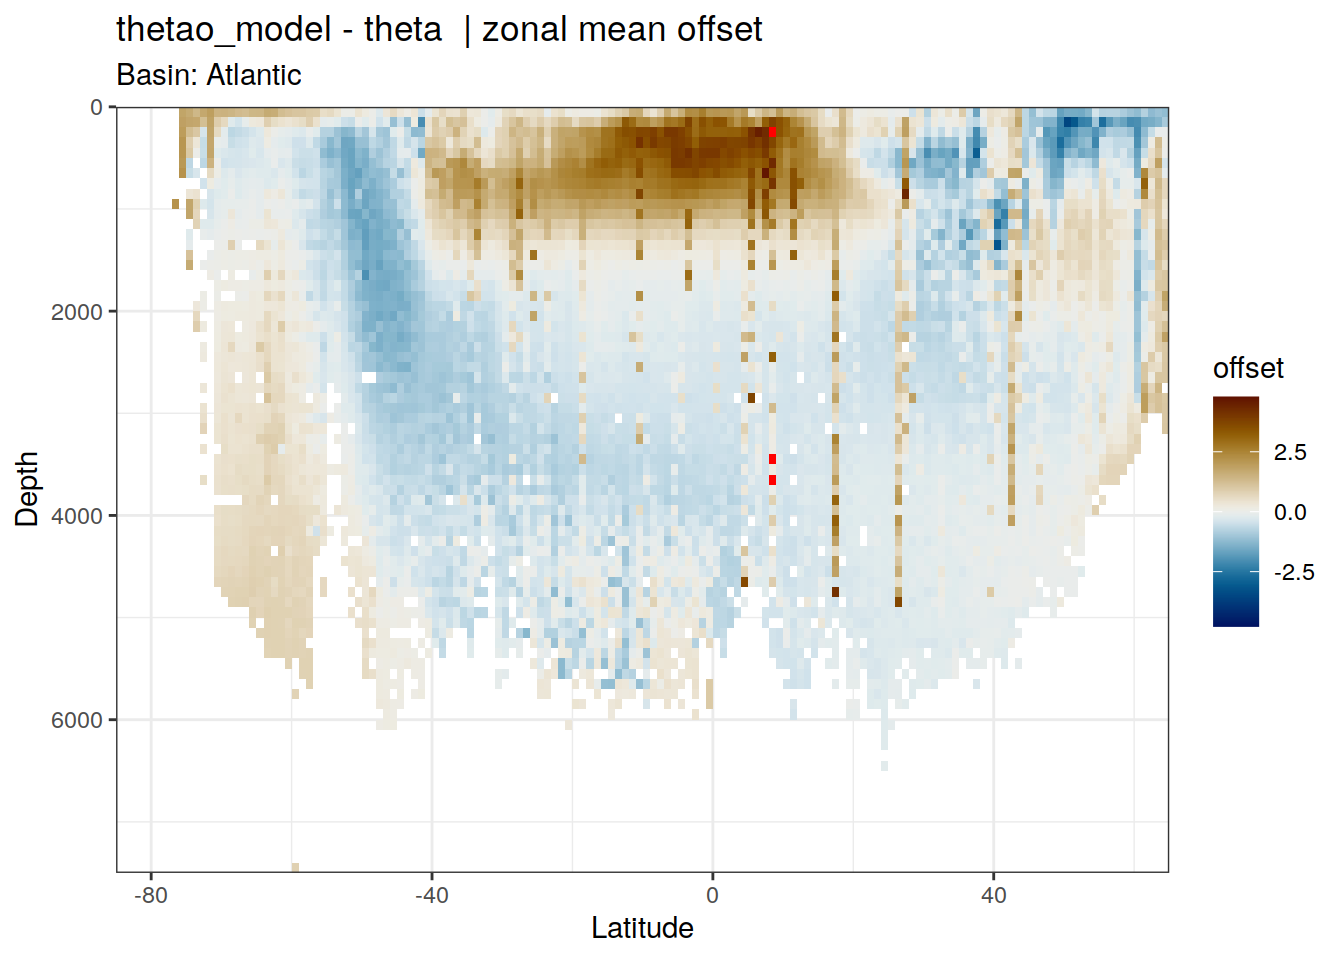 thetao_model - theta  | zonal mean offset
Basin: Atlantic
0
2000
4000
6000
Depth
-80
-40
0
40
Latitude
offset
2.5
0.0
-2.5